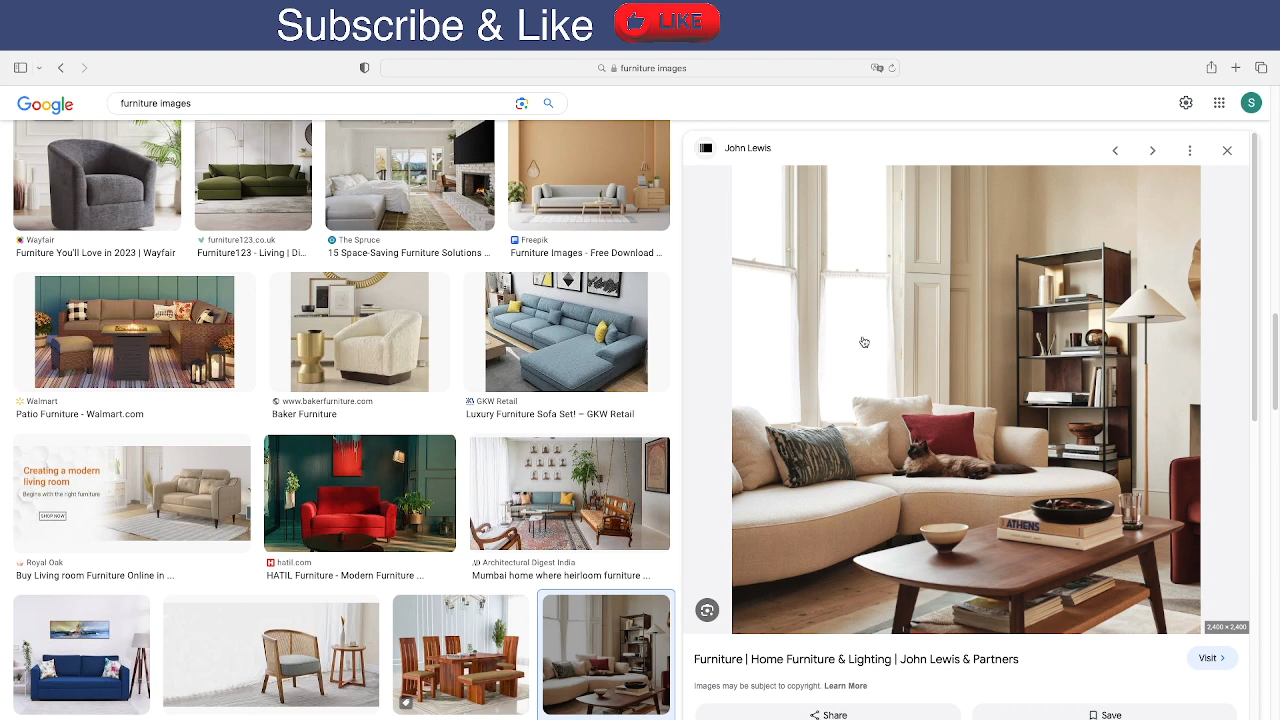 Subscribe & Like LIKE
furniture images
Google
furniture images
S
John Lewis
Wayfair
Furniture You'll Love in 2023 | Wayfair
furniture123.co.uk
Furniture123 - Living | Di...
The Spruce
15 Space-Saving Furniture Solutions ...
Freepik
Furniture Images - Free Download ...
Walmart
Patio Furniture - Walmart.com
www.bakerfurniture.com
Baker Furniture
GKW Retail
Luxury Furniture Sofa Set! – GKW Retail
Creating a modern
living room
Begins with the right furniture
SHOP NOW
Royal Oak
Buy Living room Furniture Online in ...
hatil.com
HATIL Furniture - Modern Furniture ...
Architectural Digest India
Mumbai home where heirloom furniture ...
ATHENS
2,400 × 2,400
Furniture | Home Furniture & Lighting | John Lewis & Partners
Visit
Images may be subject to copyright. Learn More
Share
Save